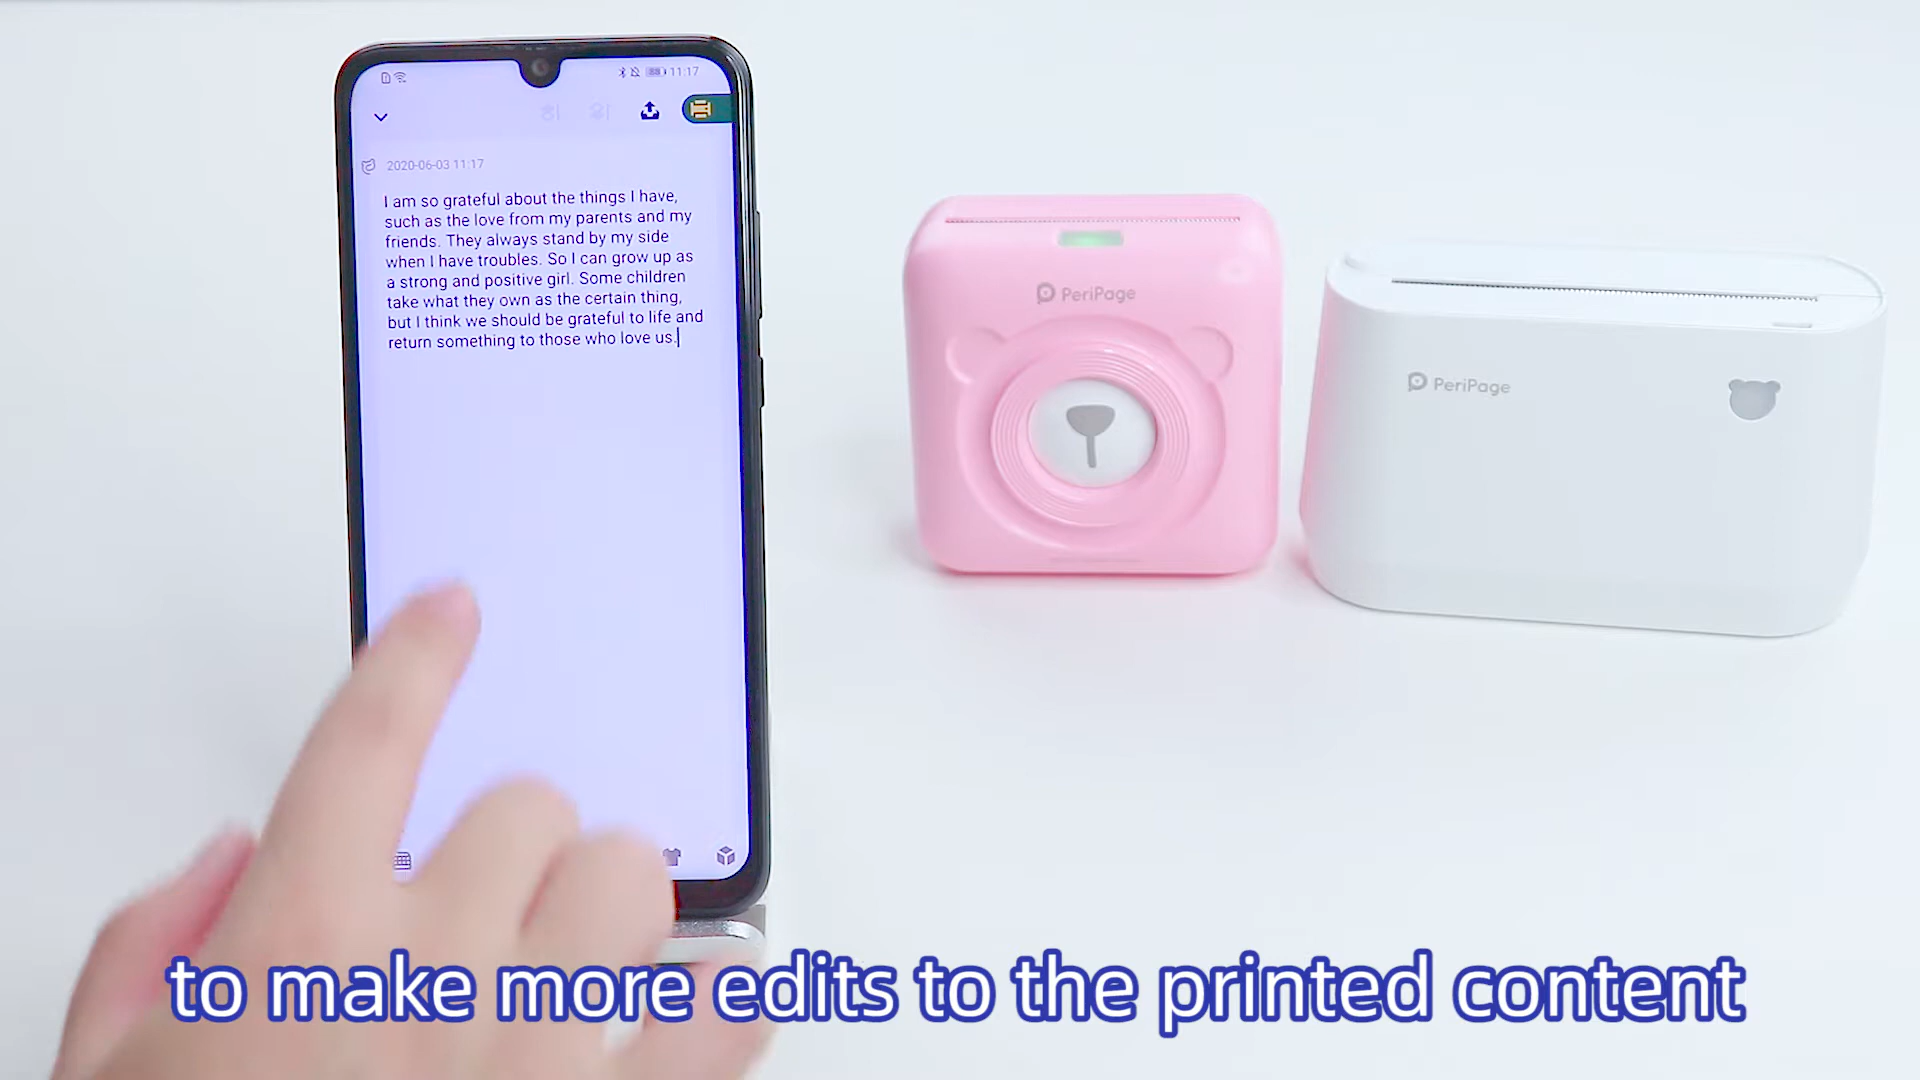 11:17
2020-06-03 11:17
I am so grateful about the things I have,
such as the love from my parents and my
friends. They always stand by my side
when I have troubles. So I can grow up as
a strong and positive girl. Some children
take what they own as the certain thing,
but I think we should be grateful to life and
return something to those who love us.
PeriPage
PeriPage
to make more edits to the printed content